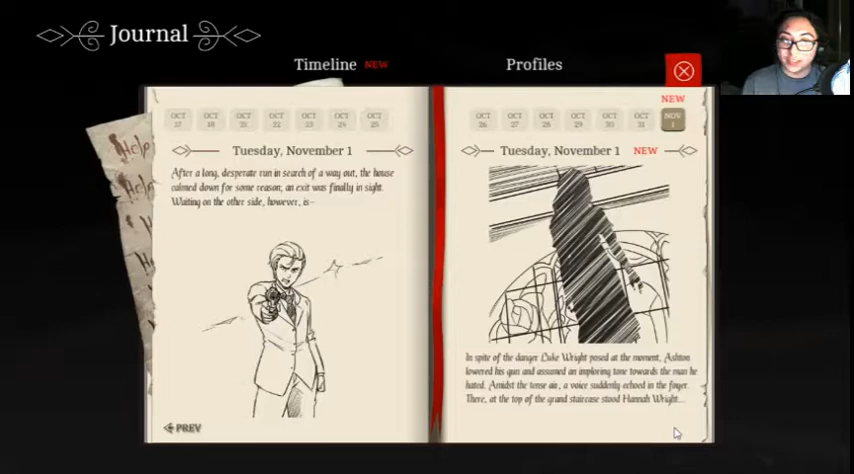 Journal
Timeline NEW
Profiles
NEW
OCT 17
OCT 18
OCT 21
OCT 22
OCT 23
OCT 24
OCT 25
OCT 26
OCT 27
OCT 28
OCT 29
OCT 30
OCT 31
NOV 1
Tuesday, November 1
After a long, desperate run in search of a way out, the house
calmed down for some reason; an exit was finally in sight.
Waiting on the other side, however, is-
PREV
Tuesday, November 1 NEW
In spite of the danger Luke Wright posed at the moment, Ashton
lowered his gun and assumed an imploring tone towards the man he
hated. Amidst the tense air, a voice suddenly echoed in the foyer.
There, at the top of the grand staircase stood Hannah Wright...
Help
Help